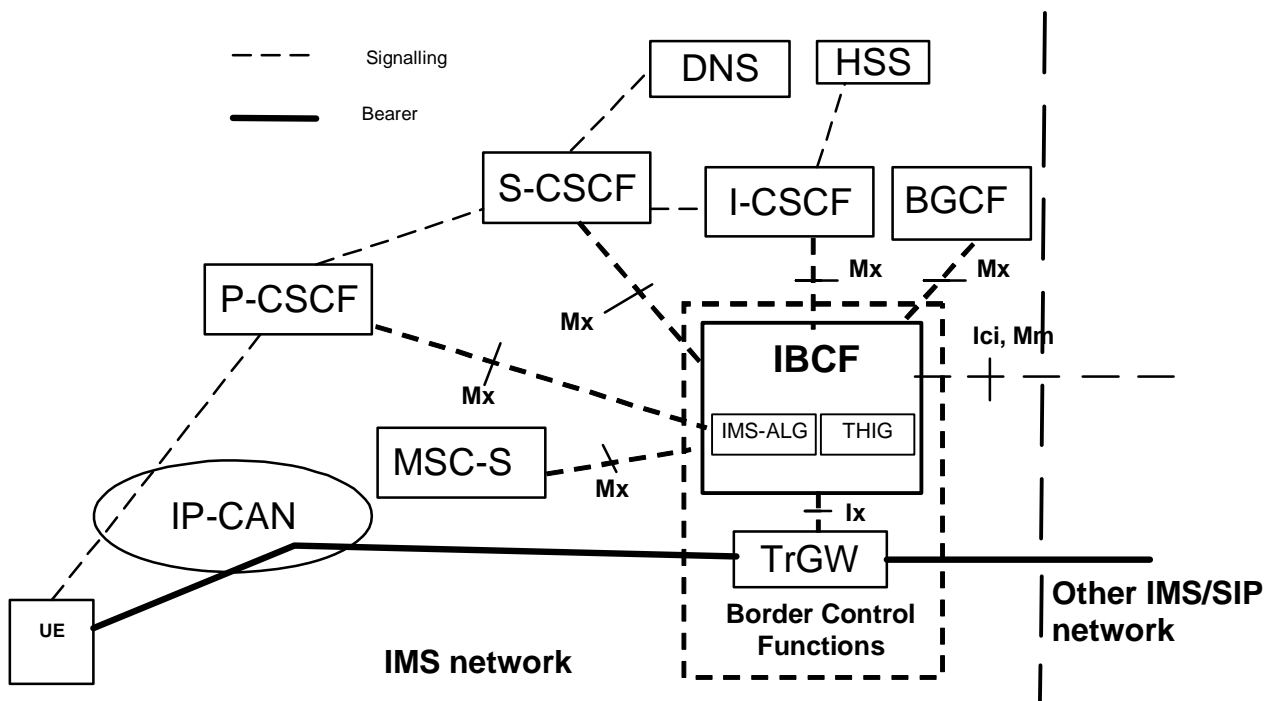 Signalling
DNS
HSS
Bearer
S-CSCF
I-CSCF
BGCF
P-CSCF
Mx
Mx
Mx
Ici, Mm
IBCF
Mx
IMS-ALG
THIG
MSC-S
Mx
IP-CAN
Ix
TrGW
UE
Border Control
Functions
Other IMS/SIP
network
IMS network